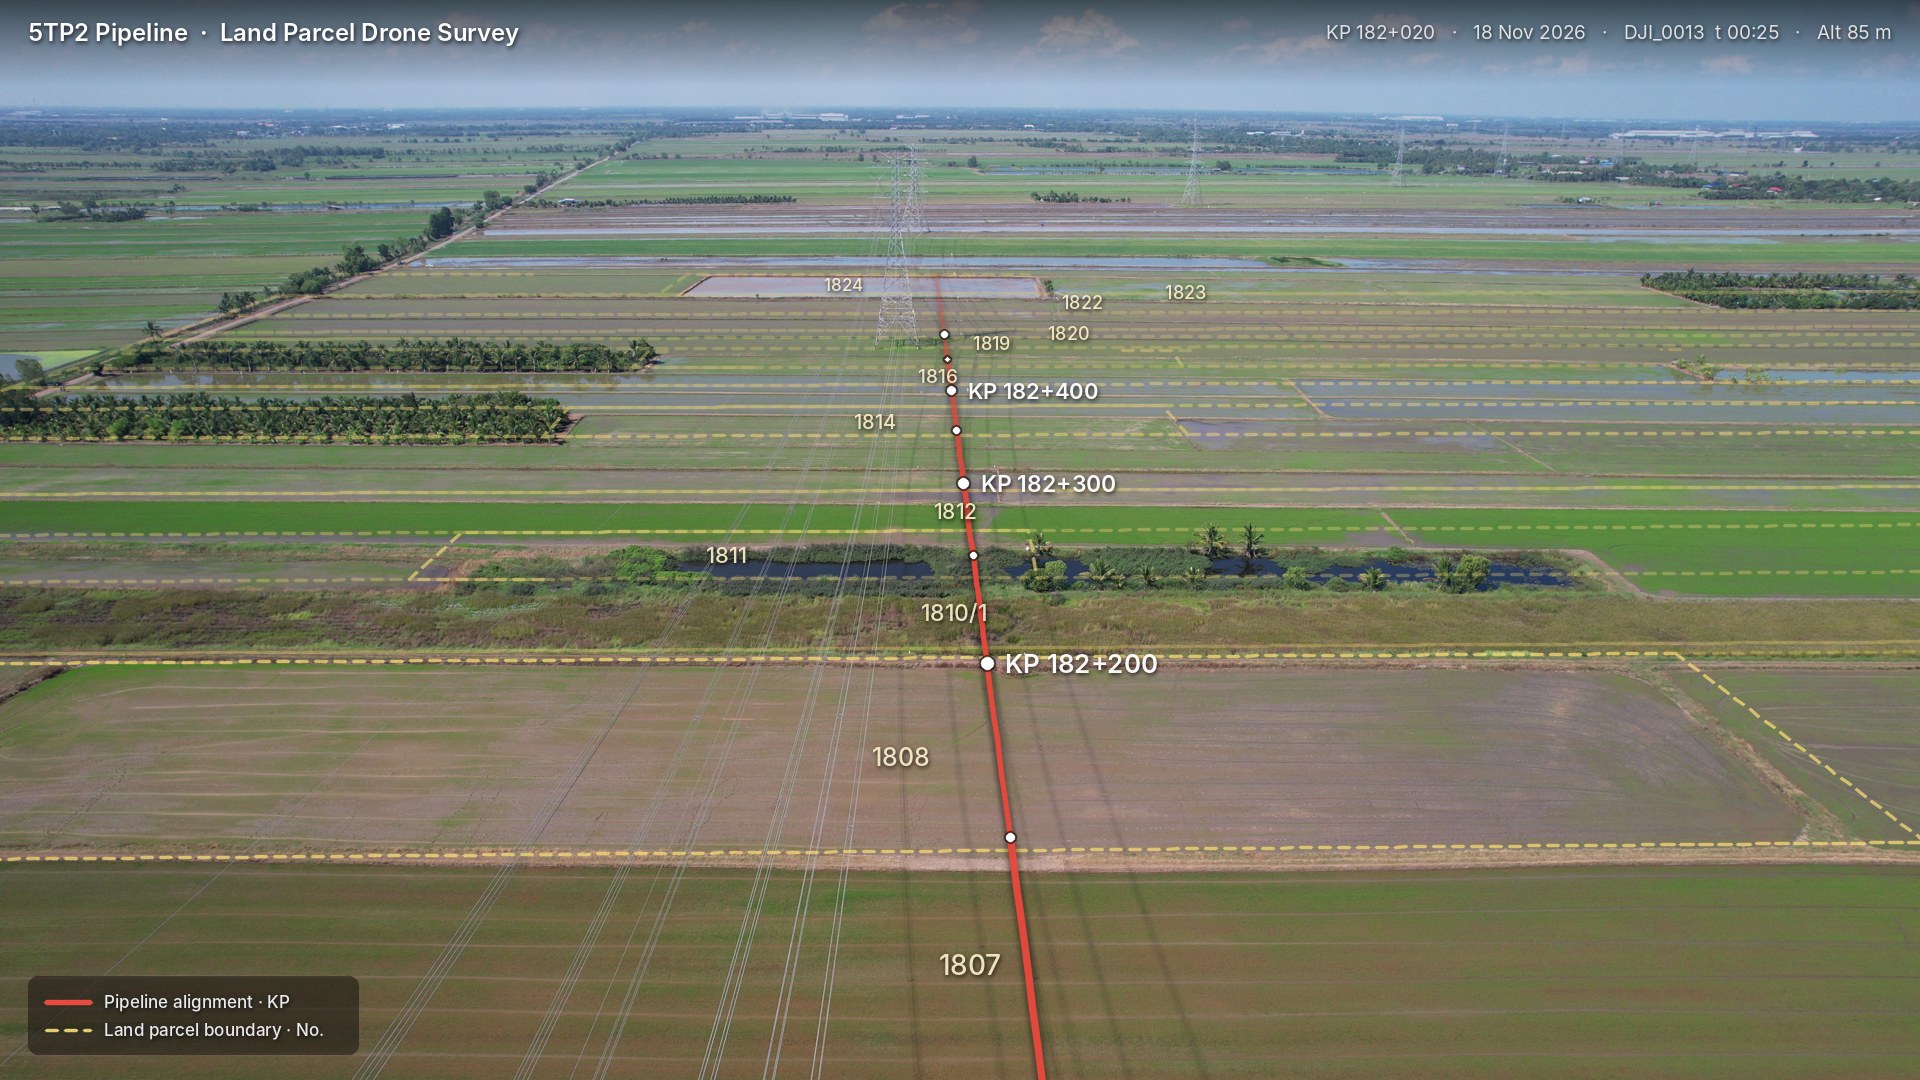 5TP2 Pipeline · Land Parcel Drone Survey
KP 182+020 · 18 Nov 2026 · DJI_0013 t 00:25 · Alt 85 m
1824
1823
1822
1820
1819
1816
KP 182+400
1814
KP 182+300
1812
1811
1810/1
KP 182+200
1808
1807
Pipeline alignment · KP
Land parcel boundary · No.